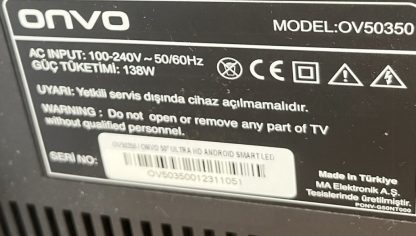 ONVO
MODEL:OV50350
AC INPUT: 100-240V ~ 50/60Hz
GÜÇ TÜKETİMİ: 138W
UYARI: Yetkili servis dışında cihaz açılmamalıdır.
WARNING : Do not open or remove any part of TV
without qualified personnel.
OV50350 / ONVO 50" ULTRA HD ANDROID SMART LED
SERİ NO:
OV50350012311051
Made In Türkiye
MA Elektronik A.Ş.
Tesislerinde üretilmiştir.